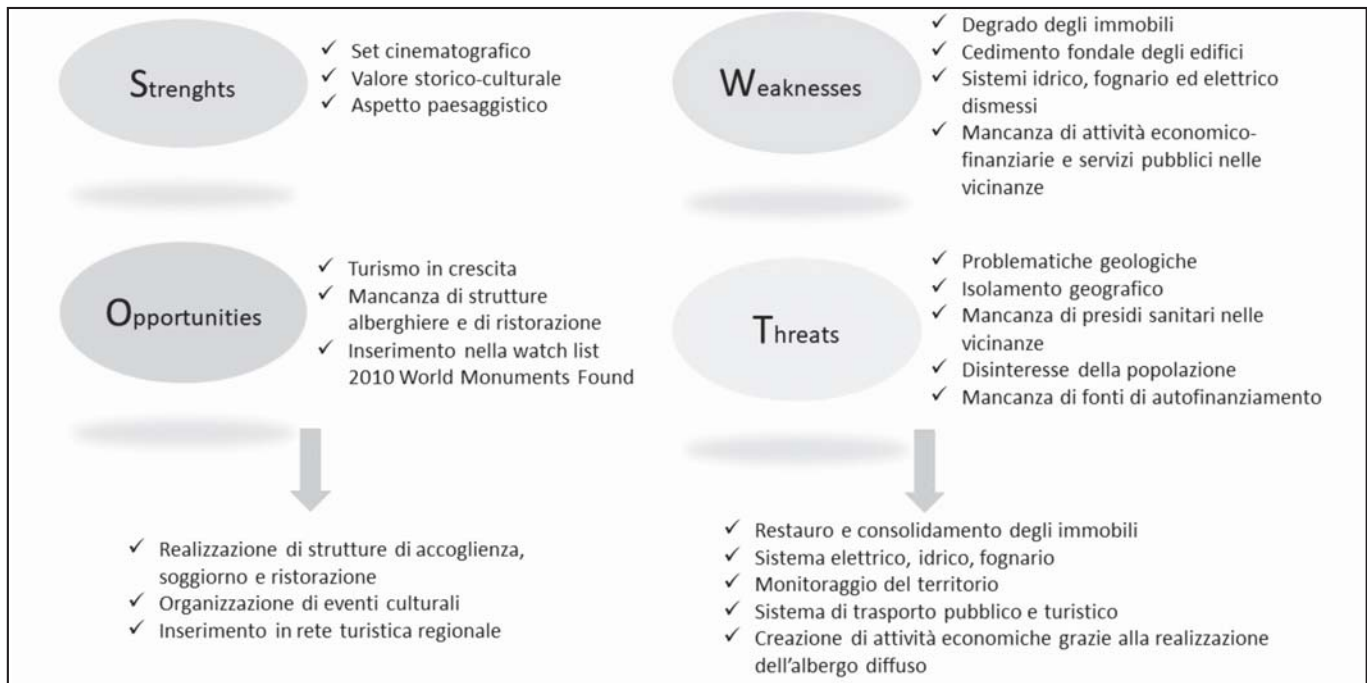 Strenghts
✓ Set cinematografico
✓ Valore storico-culturale
✓ Aspetto paesaggistico
Weaknesses
✓ Degrado degli immobili
✓ Cedimento fondale degli edifici
✓ Sistemi idrico, fognario ed elettrico
dismessi
✓ Mancanza di attività economico-
finanziarie e servizi pubblici nelle
vicinanze
Opportunities
✓ Turismo in crescita
✓ Mancanza di strutture
alberghiere e di ristorazione
✓ Inserimento nella watch list
2010 World Monuments Found
Threats
✓ Problematiche geologiche
✓ Isolamento geografico
✓ Mancanza di presidi sanitari nelle
vicinanze
✓ Disinteresse della popolazione
✓ Mancanza di fonti di autofinanziamento
✓ Realizzazione di strutture di accoglienza,
soggiorno e ristorazione
✓ Organizzazione di eventi culturali
✓ Inserimento in rete turistica regionale
✓ Restauro e consolidamento degli immobili
✓ Sistema elettrico, idrico, fognario
✓ Monitoraggio del territorio
✓ Sistema di trasporto pubblico e turistico
✓ Creazione di attività economiche grazie alla realizzazione
dell'albergo diffuso